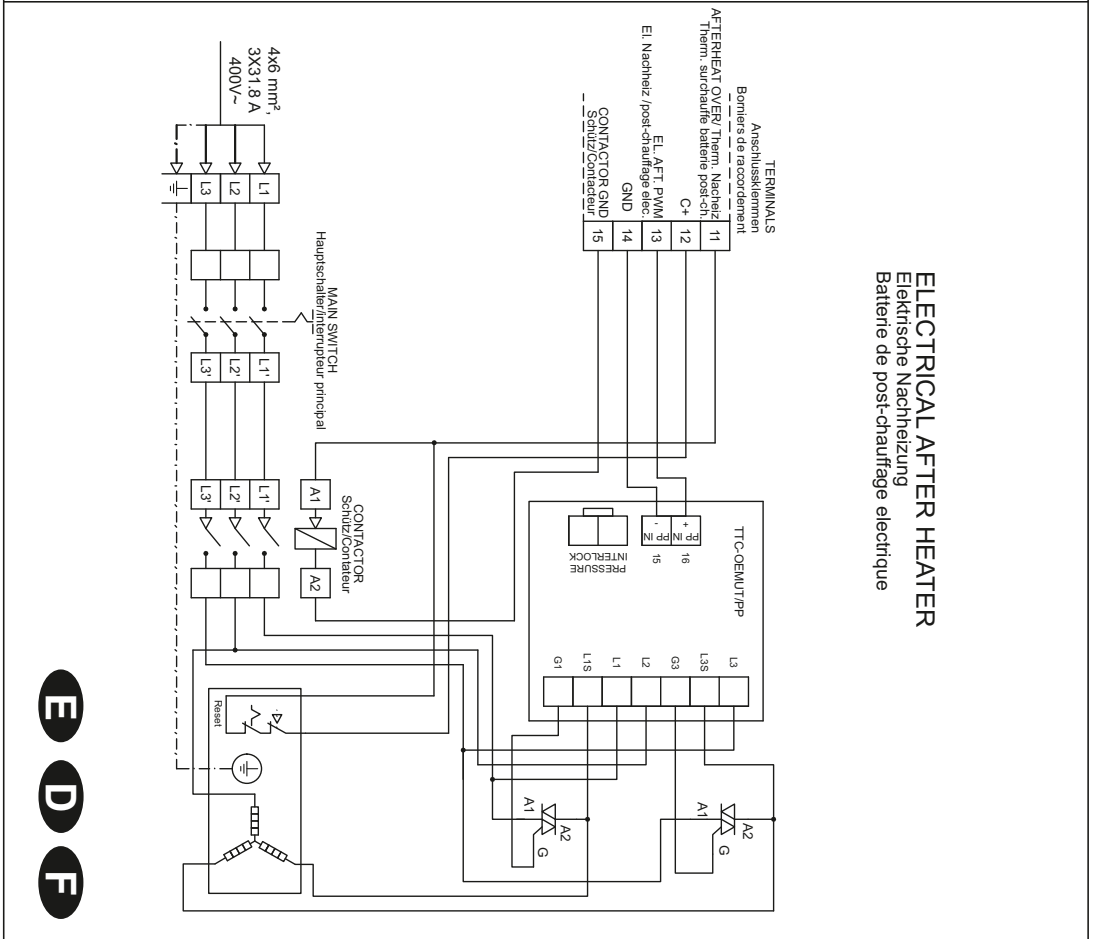 ELECTRICAL AFTER HEATER
Elektrische Nachheizung
Batterie de post-chauffage electrique
TERMINALS
Anschlussklemmen
Borniers de raccordement
AFTERHEAT OVER/ Therm. Nacheiz
Therm. surchauffe batterie post-ch.
C+
EL. AFT. PWM
El. Nachheiz /post-chauffage elec.
GND
CONTACTOR GND
Schütz/Contacteur
11
12
13
14
15
TTC-OEMUT/PP
+
PP IN
16
-
PP IN
15
PRESSURE
INTERLOCK
L3
L3S
G3
L2
L1
L1S
G1
4x6 mm²,
3X31.8 A
400V~
L1
L2
L3
MAIN SWITCH
Hauptschalter/interrupteur principal
L1'
L2'
L3'
CONTACTOR
Schütz/Contateur
A1
A2
L1'
L2'
L3'
Reset
A1
A2
G
A1
A2
G
E
D
F